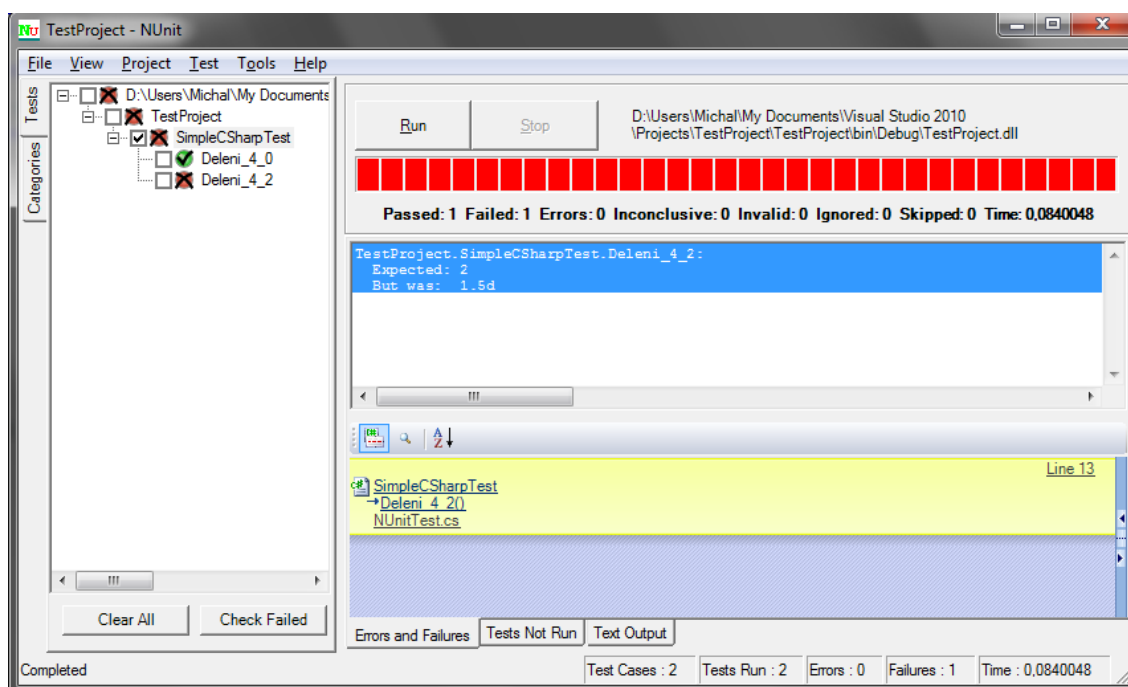 TestProject - NUnit
File View Project Test Tools Help
Tests
Categories
D:\Users\Michal\My Documents
TestProject
SimpleCSharpTest
Deleni_4_0
Deleni_4_2
Clear All
Check Failed
Run
Stop
D:\Users\Michal\My Documents\Visual Studio 2010
\Projects\TestProject\TestProject\bin\Debug\TestProject.dll
Passed: 1 Failed: 1 Errors: 0 Inconclusive: 0 Invalid: 0 Ignored: 0 Skipped: 0 Time: 0,0840048
TestProject.SimpleCSharpTest.Deleni_4_2:
Expected: 2
But was: 1.5d
Line 13
SimpleCSharpTest
→Deleni_4_2()
NUnitTest.cs
Errors and Failures
Tests Not Run
Text Output
Completed
Test Cases : 2
Tests Run : 2
Errors : 0
Failures : 1
Time : 0,0840048